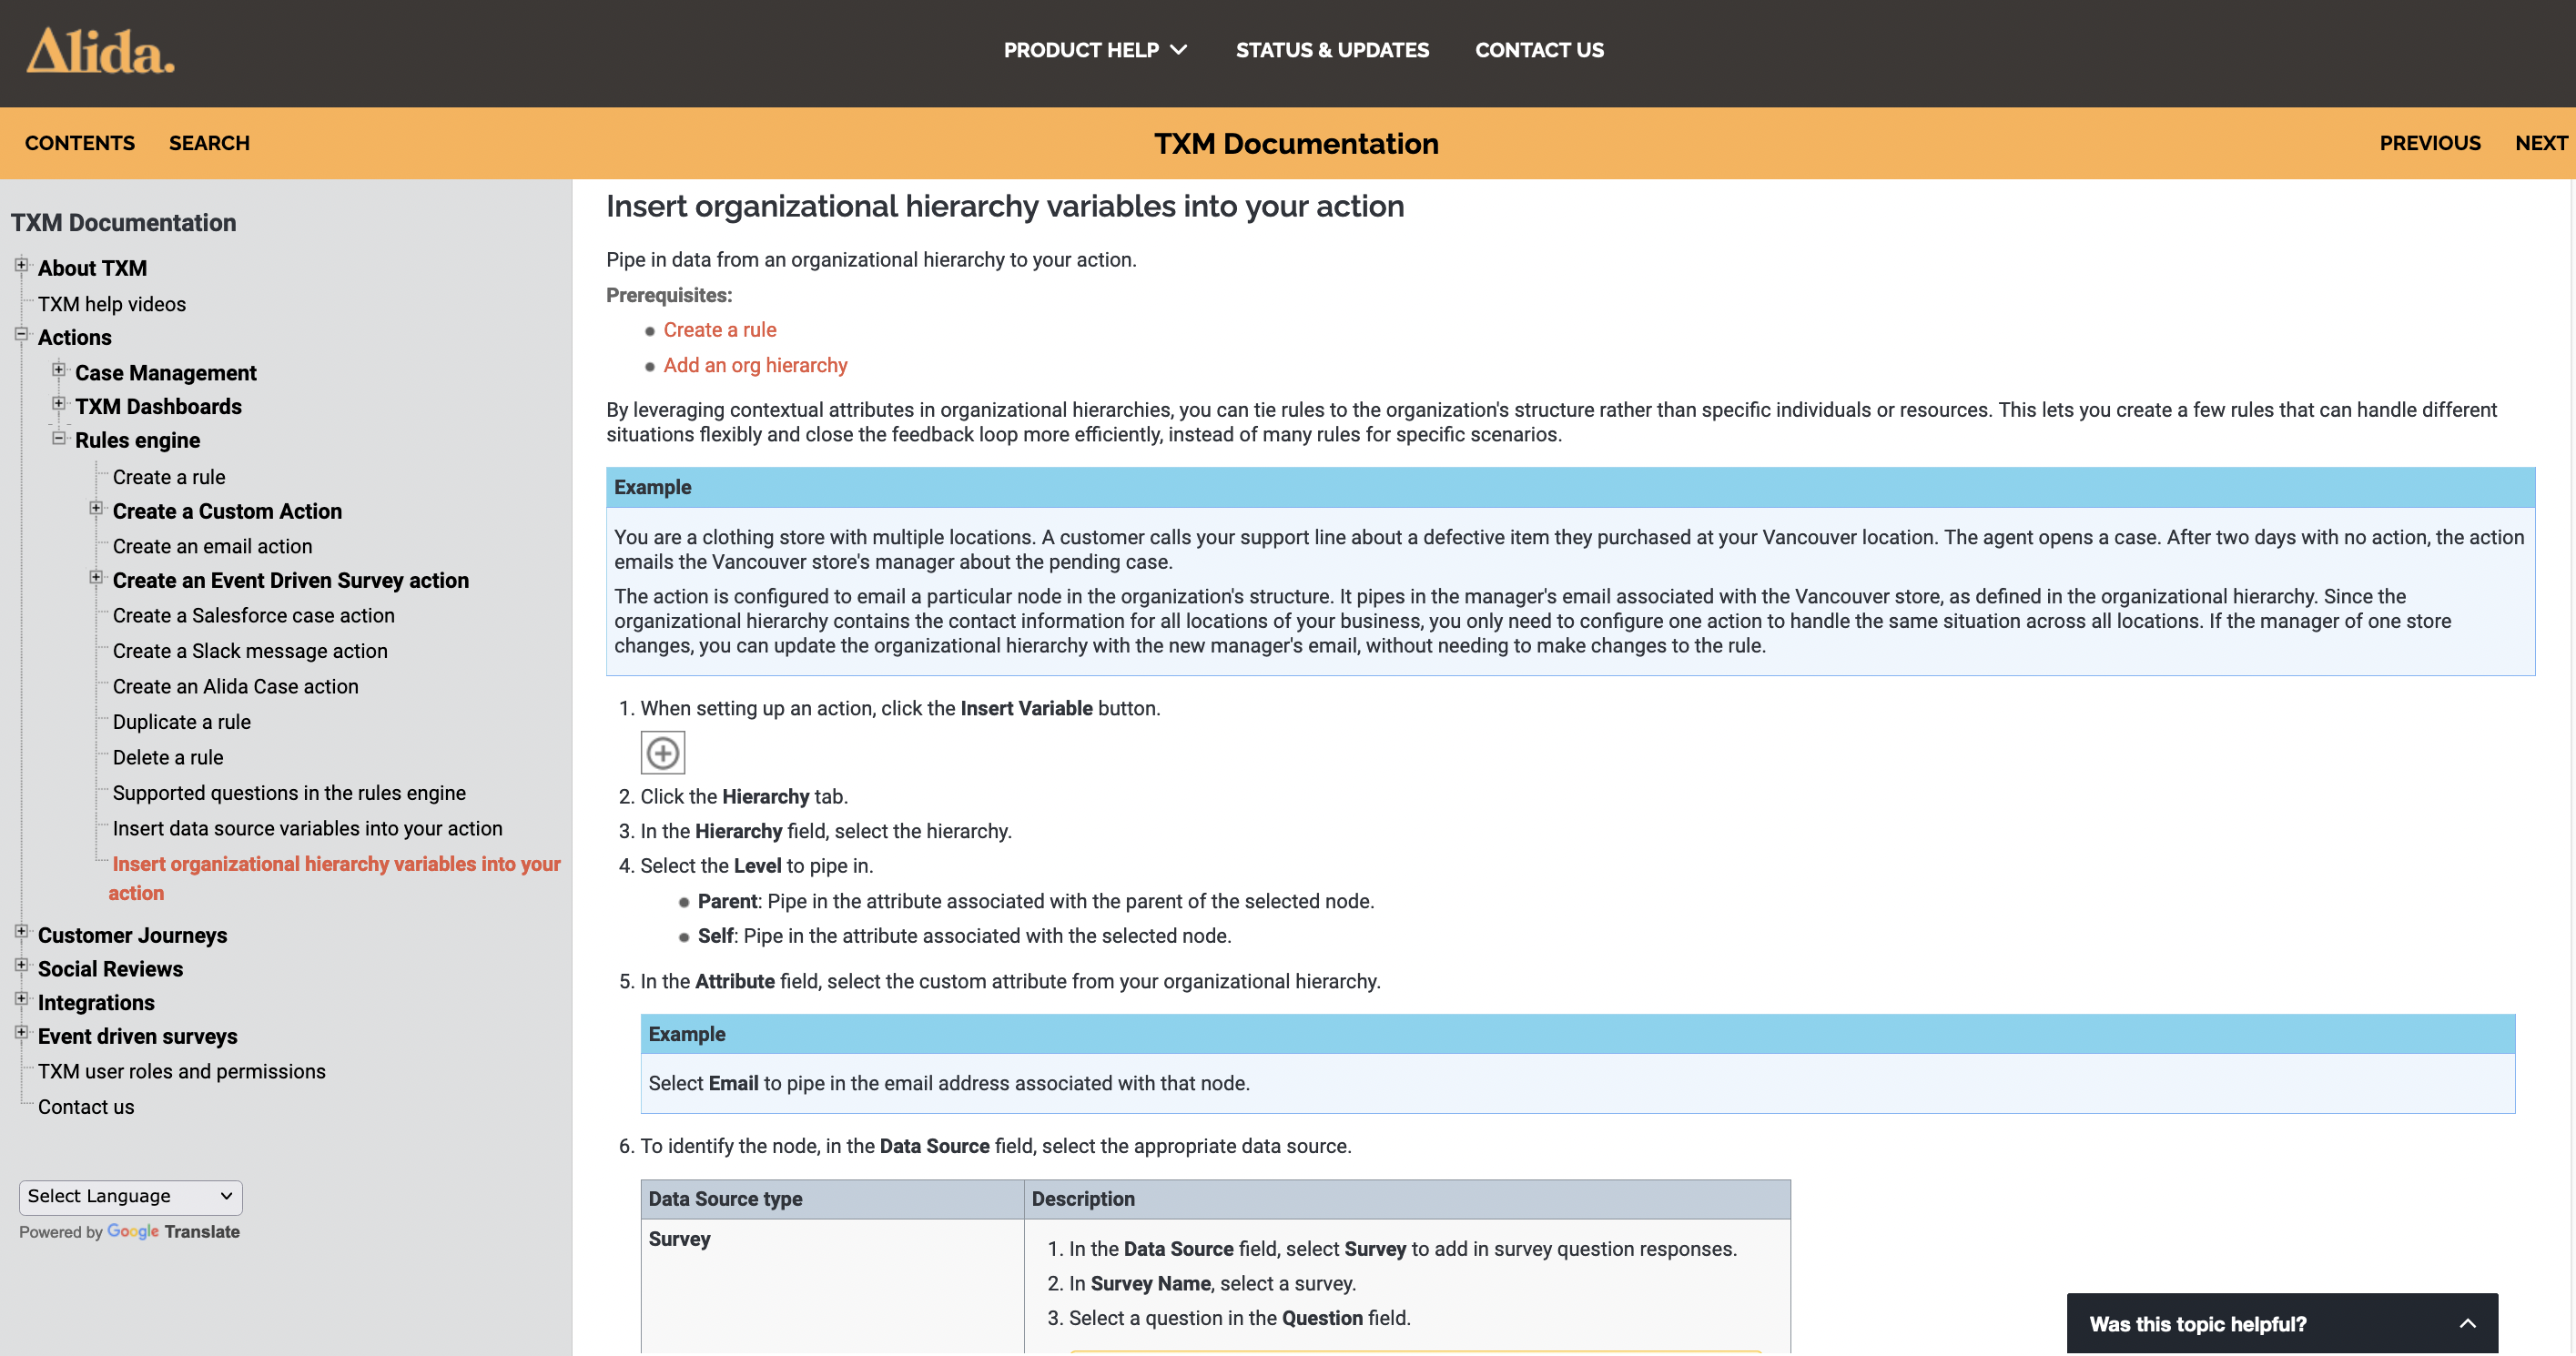 Alida.
PRODUCT HELP
STATUS & UPDATES
CONTACT US
CONTENTS
SEARCH
TXM Documentation
PREVIOUS
NEXT
TXM Documentation
About TXM
TXM help videos
Actions
Case Management
TXM Dashboards
Rules engine
Create a rule
Create a Custom Action
Create an email action
Create an Event Driven Survey action
Create a Salesforce case action
Create a Slack message action
Create an Alida Case action
Duplicate a rule
Delete a rule
Supported questions in the rules engine
Insert data source variables into your action
Insert organizational hierarchy variables into your
action
Customer Journeys
Social Reviews
Integrations
Event driven surveys
TXM user roles and permissions
Contact us
Select Language
Powered by Google Translate
Insert organizational hierarchy variables into your action
Pipe in data from an organizational hierarchy to your action.
Prerequisites:
Create a rule
Add an org hierarchy
By leveraging contextual attributes in organizational hierarchies, you can tie rules to the organization's structure rather than specific individuals or resources. This lets you create a few rules that can handle different
situations flexibly and close the feedback loop more efficiently, instead of many rules for specific scenarios.
Example
You are a clothing store with multiple locations. A customer calls your support line about a defective item they purchased at your Vancouver location. The agent opens a case. After two days with no action, the action
emails the Vancouver store's manager about the pending case.
The action is configured to email a particular node in the organization's structure. It pipes in the manager's email associated with the Vancouver store, as defined in the organizational hierarchy. Since the
organizational hierarchy contains the contact information for all locations of your business, you only need to configure one action to handle the same situation across all locations. If the manager of one store
changes, you can update the organizational hierarchy with the new manager's email, without needing to make changes to the rule.
1. When setting up an action, click the Insert Variable button.
2. Click the Hierarchy tab.
3. In the Hierarchy field, select the hierarchy.
4. Select the Level to pipe in.
Parent: Pipe in the attribute associated with the parent of the selected node.
Self: Pipe in the attribute associated with the selected node.
5. In the Attribute field, select the custom attribute from your organizational hierarchy.
Example
Select Email to pipe in the email address associated with that node.
6. To identify the node, in the Data Source field, select the appropriate data source.
Data Source type
Description
Survey
1. In the Data Source field, select Survey to add in survey question responses.
2. In Survey Name, select a survey.
3. Select a question in the Question field.
Was this topic helpful?